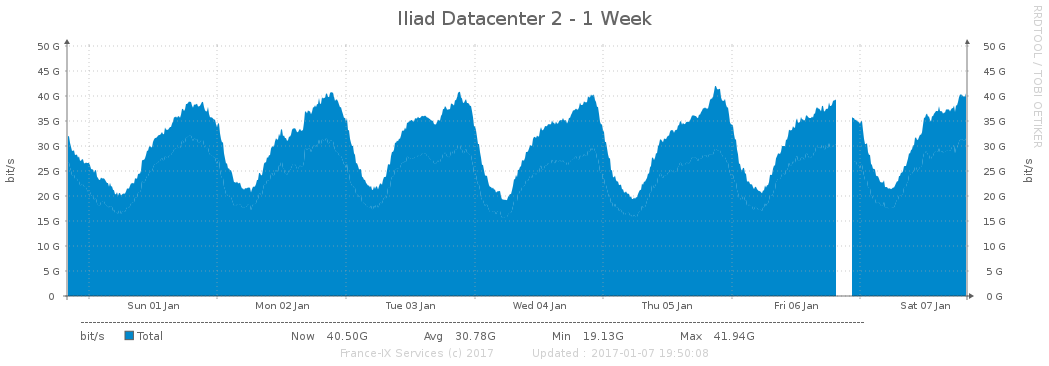 Iliad Datacenter 2 - 1 Week
RRDTOOL / TOBI OETIKER
50 G 50 G
45 G 45 G
40 G 40 G
35 G 35 G
30 G 30 G
25 G 25 G
20 G 20 G
15 G 15 G
10 G 10 G
5 G 5 G
0 0 G
bit/s
bit/s
Sun 01 Jan Mon 02 Jan Tue 03 Jan Wed 04 Jan Thu 05 Jan Fri 06 Jan Sat 07 Jan
bit/s Total Now 40.50G Avg 30.78G Min 19.13G Max 41.94G
France-IX Services (c) 2017 Updated : 2017-01-07 19:50:08